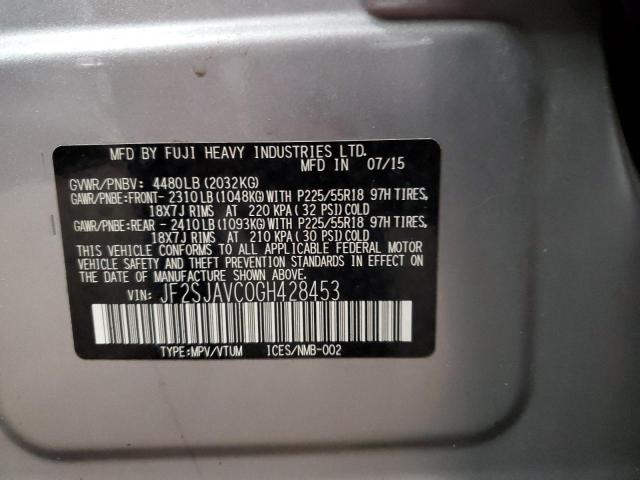 MFD BY FUJI HEAVY INDUSTRIES LTD.
MFD IN 07/15
GVWR/PNBV: 4480LB(2032KG)
GAWR/PNBE:FRONT- 2310LB(1048KG)WITH P225/55R18 97H TIRES,
18X7J RIMS AT 220 KPA(32 PSI)COLD
GAWR/PNBE:REAR - 2410LB(1093KG)WITH P225/55R18 97H TIRES,
18X7J RIMS AT 210 KPA(30 PSI)COLD
THIS VEHICLE CONFORMS TO ALL APPLICABLE FEDERAL MOTOR
VEHICLE SAFETY AND THEFT PREVENTION STANDARDS IN EFFECT
ON THE DATE OF MANUFACTURE SHOWN ABOVE.
VIN: JF2SJAVC0GH428453
TYPE:MPV/VTUM ICES/NMB-002